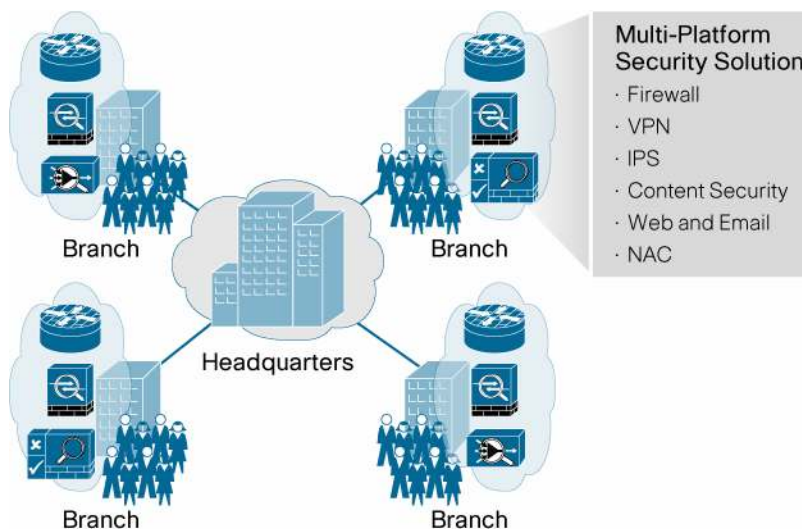 Multi-Platform
Security Solution
· Firewall
· VPN
· IPS
· Content Security
· Web and Email
· NAC
Branch
Branch
Headquarters
Branch
Branch